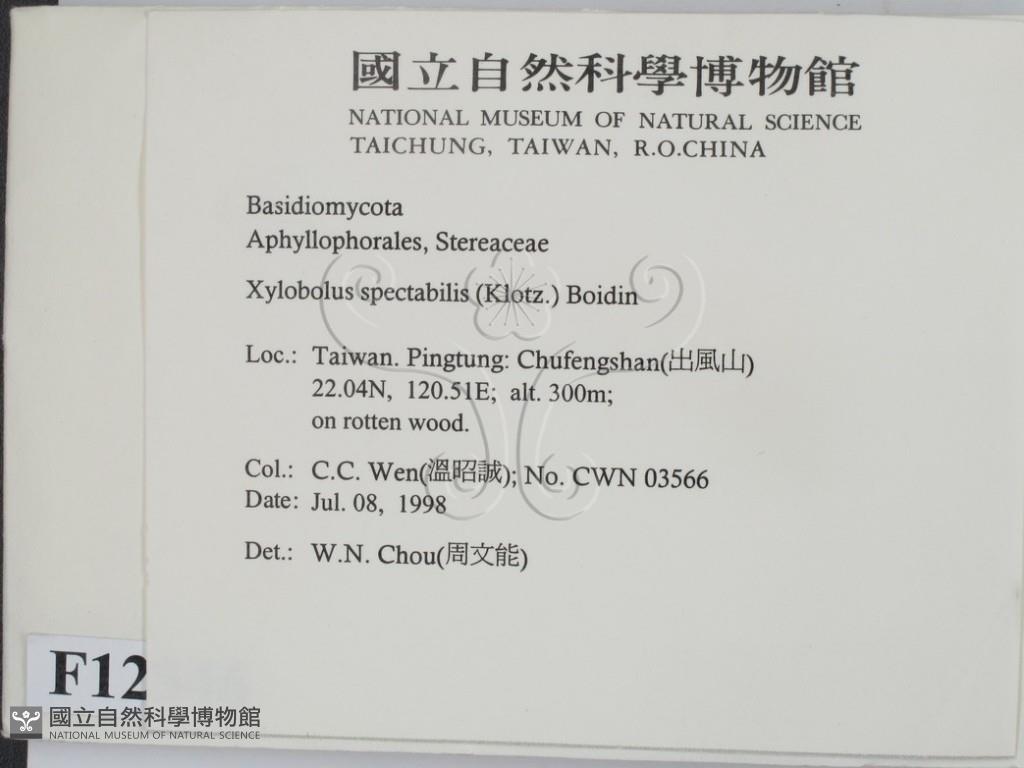 國立自然科學博物館
NATIONAL MUSEUM OF NATURAL SCIENCE
TAICHUNG, TAIWAN, R.O.CHINA
Basidiomycota
Aphyllophorales, Stereaceae
Xylobolus spectabilis (Klotz.) Boidin
Loc.: Taiwan. Pingtung: Chufengshan(出風山)
22.04N, 120.51E; alt. 300m;
on rotten wood.
Col.: C.C. Wen(溫昭誠); No. CWN 03566
Date: Jul. 08, 1998
Det.: W.N. Chou(周文能)
F12
國立自然科學博物館
NATIONAL MUSEUM OF NATURAL SCIENCE